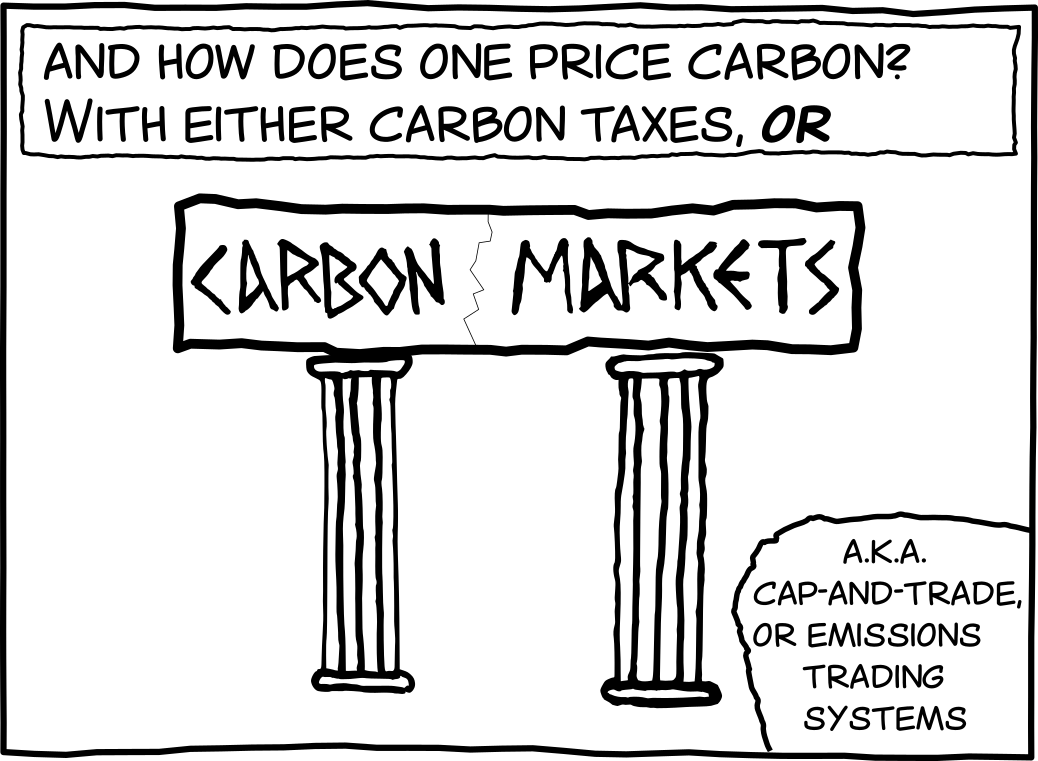 AND HOW DOES ONE PRICE CARBON?
WITH EITHER CARBON TAXES, OR
CARBON MARKETS
A.K.A.
CAP-AND-TRADE,
OR EMISSIONS
TRADING
SYSTEMS